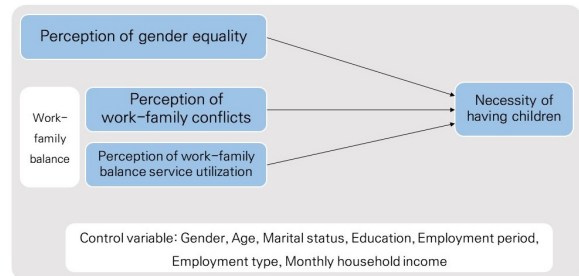 Perception of gender equality
Work-
family
balance
Perception of
work-family conflicts
Perception of work-family
balance service utilization
Necessity of
having children
Control variable: Gender, Age, Marital status, Education, Employment period,
Employment type, Monthly household income